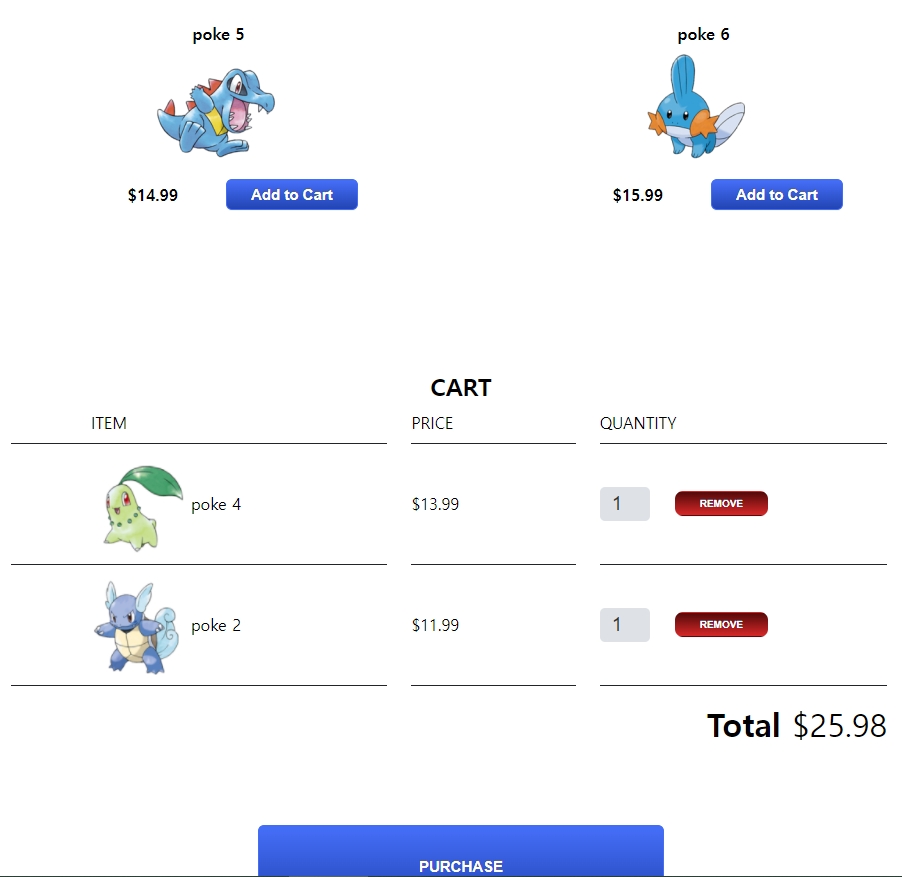 poke 5 poke 6
$14.99 Add to Cart $15.99 Add to Cart
CART
ITEM PRICE QUANTITY
poke 4 $13.99 1 REMOVE
poke 2 $11.99 1 REMOVE
Total $25.98
PURCHASE